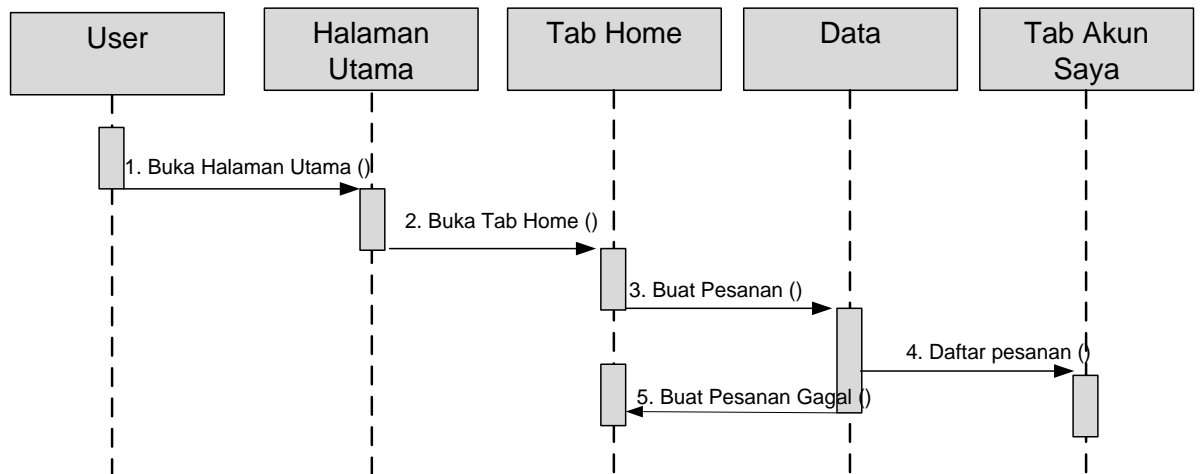 User
Halaman
Utama
Tab Home
Data
Tab Akun
Saya
1. Buka Halaman Utama ()
2. Buka Tab Home ()
3. Buat Pesanan ()
4. Daftar pesanan ()
5. Buat Pesanan Gagal ()